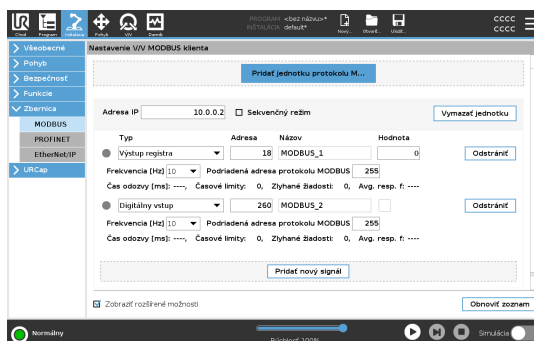 PROGRAM <bez názvu>*
INŠTALÁCIA default*
Chod Program Inštalácia Pohyb V/V Denník
Nový... Otvoriť... Uložiť...
CCCC
CCCC
Všeobecné
Pohyb
Bezpečnosť
Funkcie
Zbernica
MODBUS
PROFINET
EtherNet/IP
URCap
Nastavenie V/V MODBUS klienta
Pridať jednotku protokolu M...
Adresa IP 10.0.0.2 Sekvenčný režim Vymazať jednotku
Typ Adresa Názov Hodnota
Výstup registra 18 MODBUS_1 0 Odstrániť
Frekvencia [Hz] 10 Podriadená adresa protokolu MODBUS 255
Čas odozvy [ms]: ----, Časové limity: 0, Zlyhané žiadosti: 0, Avg. resp. f: ----
Digitálny vstup 260 MODBUS_2 Odstrániť
Frekvencia [Hz] 10 Podriadená adresa protokolu MODBUS 255
Čas odozvy [ms]: ----, Časové limity: 0, Zlyhané žiadosti: 0, Avg. resp. f: ----
Pridať nový signál
Zobraziť rozšírené možnosti Obnoviť zoznam
Normálny Rýchlosť 100% Simulácia